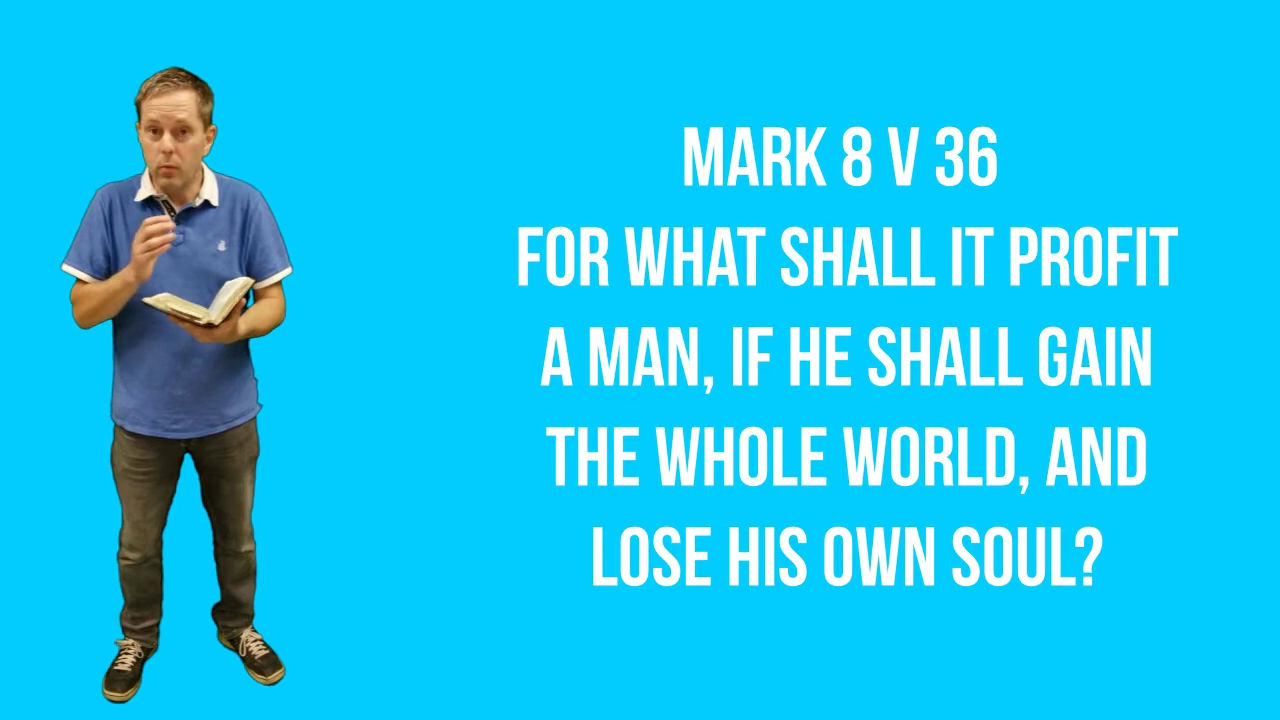 MARK 8 V 36
FOR WHAT SHALL IT PROFIT
A MAN, IF HE SHALL GAIN
THE WHOLE WORLD, AND
LOSE HIS OWN SOUL?